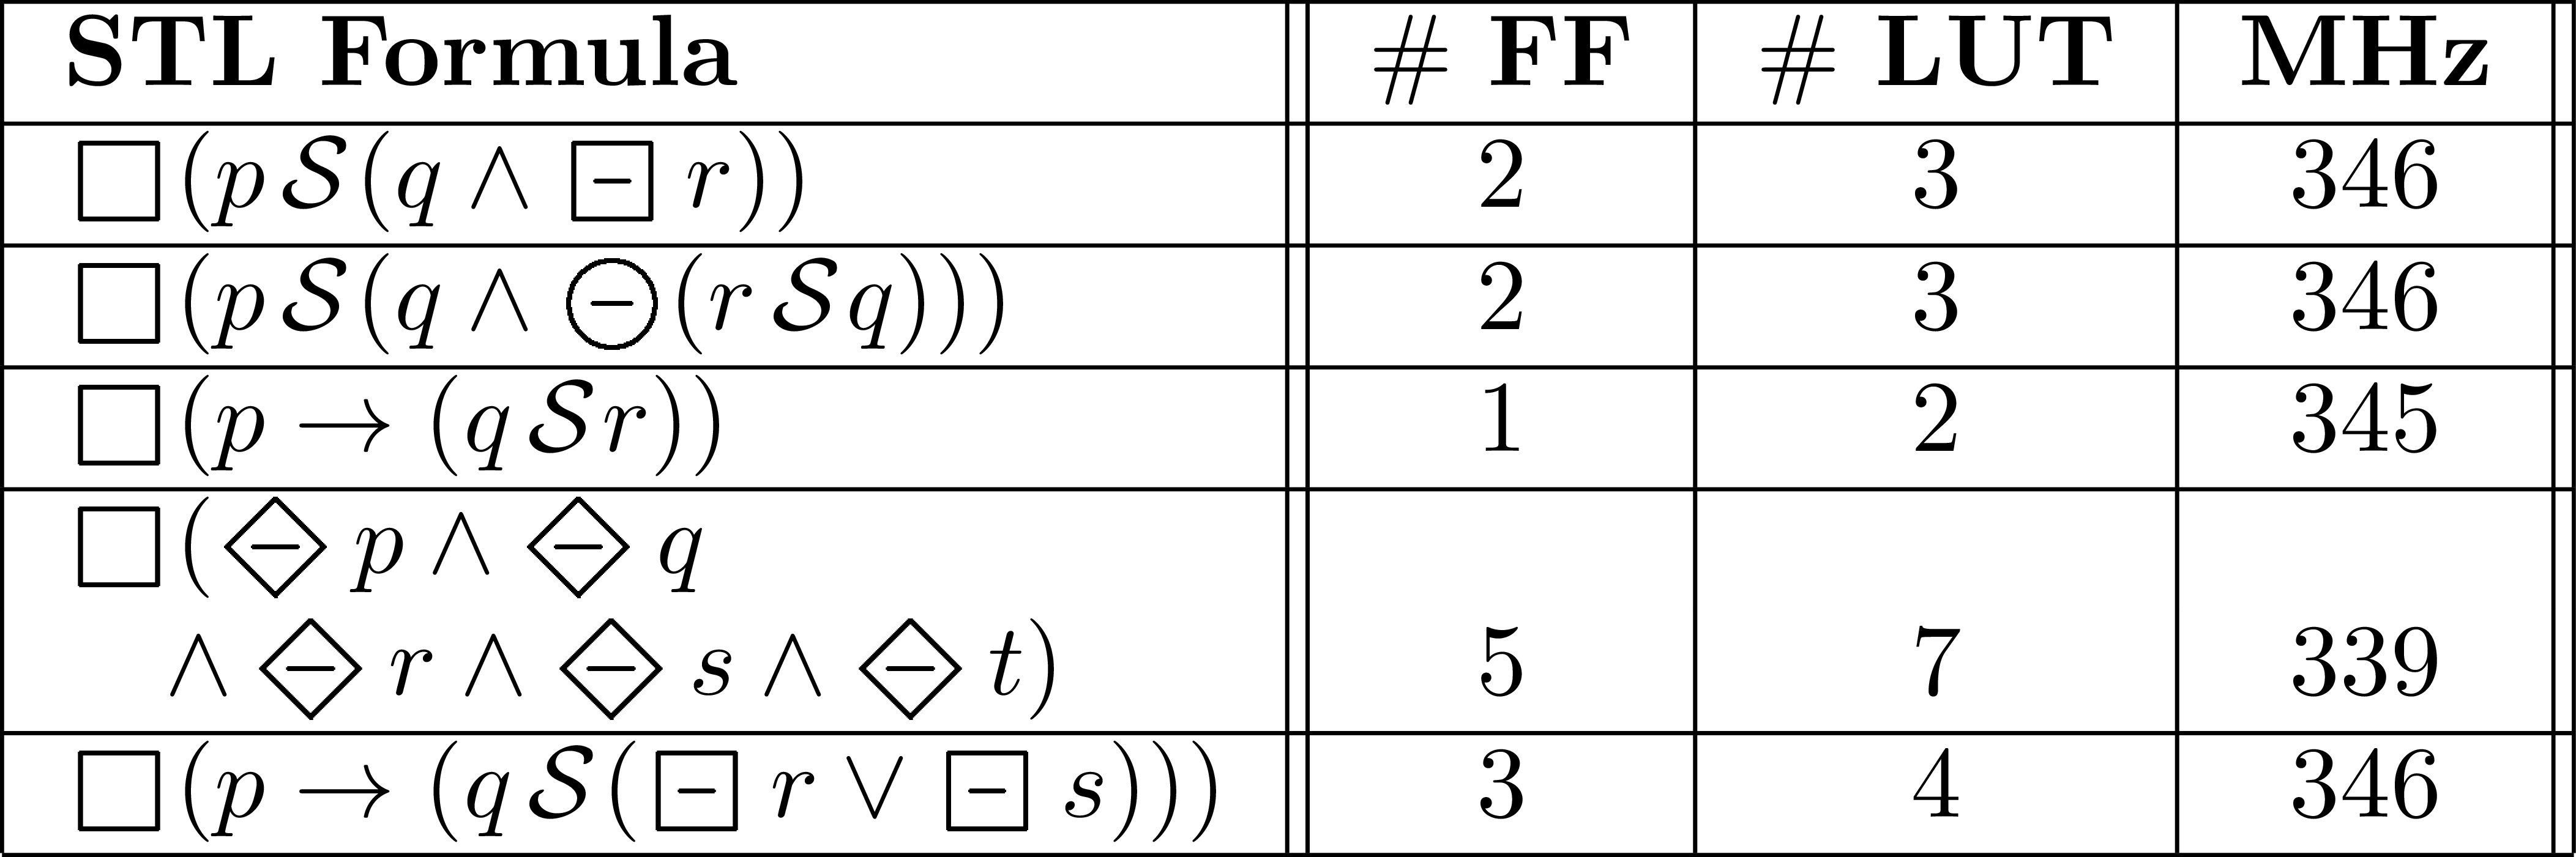 STL Formula # FF # LUT MHz
□(p 𝒮(q ∧ ⊟ r)) 2 3 346
□(p 𝒮(q ∧ ⊖(r 𝒮 q))) 2 3 346
□(p → (q 𝒮 r)) 1 2 345
□(⟐ p ∧ ⟐ q
∧ ⟐ r ∧ ⟐ s ∧ ⟐ t) 5 7 339
□(p → (q 𝒮(⊟ r ∨ ⊟ s))) 3 4 346